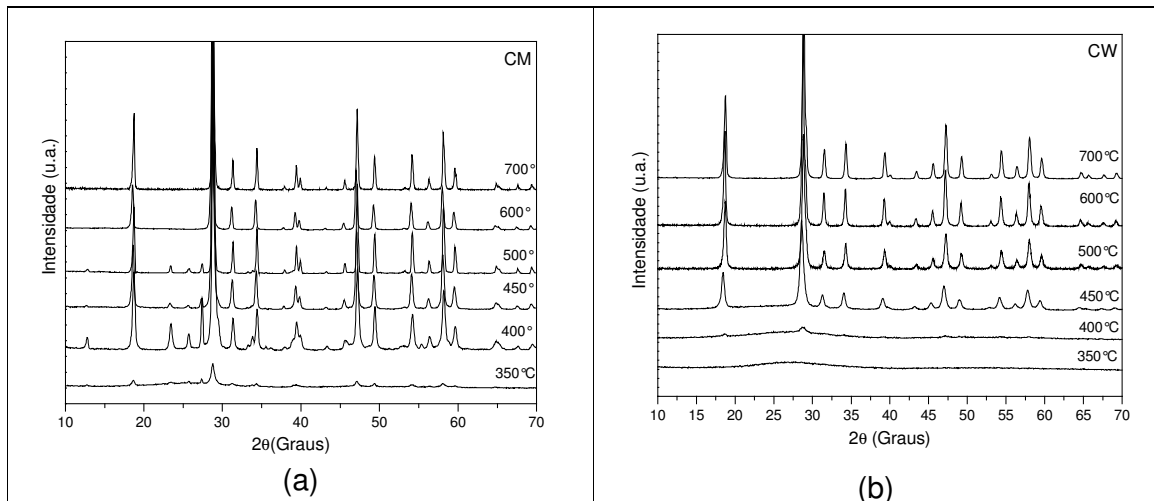 CM
Intensidade (u.a.)
700°
600°
500°
450°
400°
350°C
10 20 30 40 50 60 70
2θ(Graus)
(a)
CW
Intensidade (u.a.)
700°C
600°C
500°C
450°C
400°C
350°C
10 15 20 25 30 35 40 45 50 55 60 65 70
2θ (Graus)
(b)